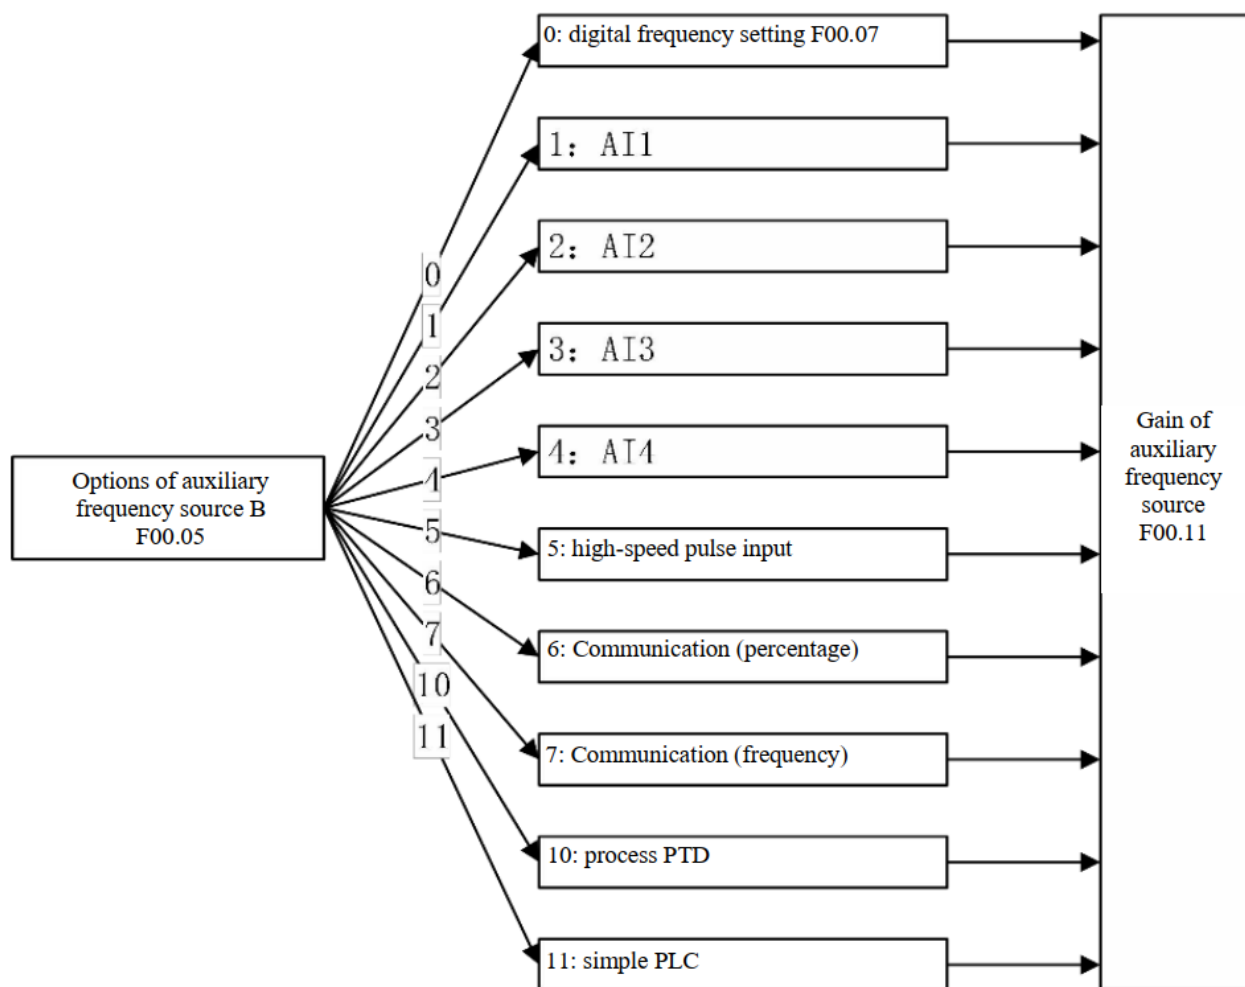 0: digital frequency setting F00.07
1: AI1
2: AI2
3: AI3
4: AI4
5: high-speed pulse input
6: Communication (percentage)
7: Communication (frequency)
10: process PTD
11: simple PLC
0
1
2
3
4
5
6
7
10
11
Options of auxiliary
frequency source B
F00.05
Gain of
auxiliary
frequency
source
F00.11